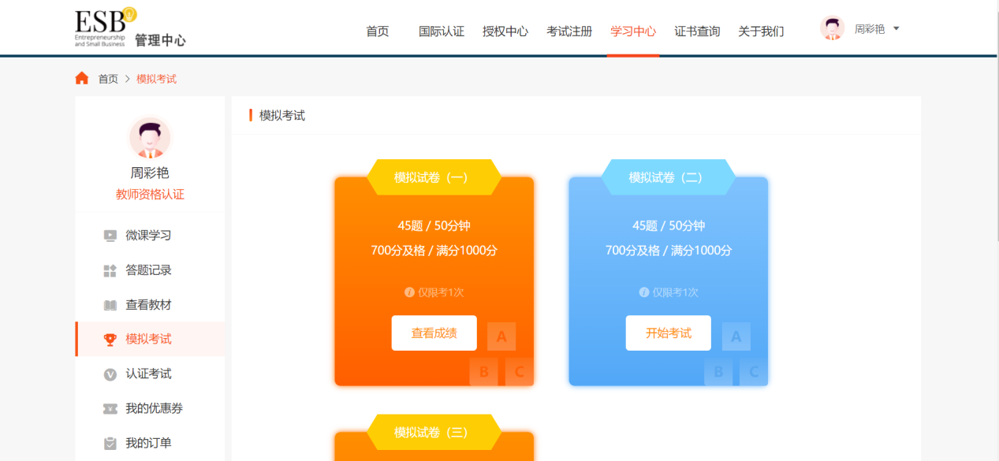 ESB
Entrepreneurship
and Small Business
管理中心
首页
国际认证
授权中心
考试注册
学习中心
证书查询
关于我们
周彩艳
首页
模拟考试
周彩艳
教师资格认证
微课学习
答题记录
查看教材
模拟考试
认证考试
我的优惠券
我的订单
模拟考试
模拟试卷（一）
45题 / 50分钟
700分及格 / 满分1000分
仅限考1次
查看成绩
A
B C
模拟试卷（二）
45题 / 50分钟
700分及格 / 满分1000分
仅限考1次
开始考试
A
B C
模拟试卷（三）